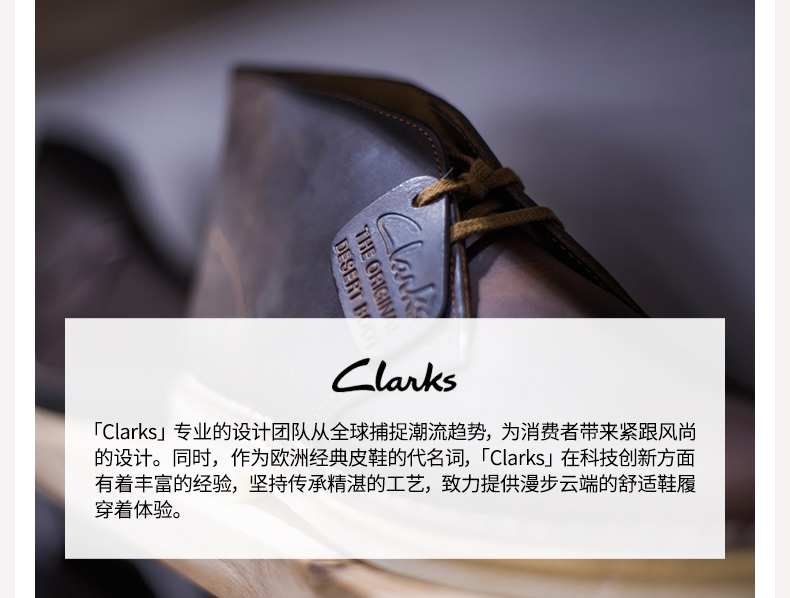 Clarks
THE ORIGINAL
DESERT BOOT
Clarks
「Clarks」专业的设计团队从全球捕捉潮流趋势，为消费者带来紧跟风尚
的设计。同时，作为欧洲经典皮鞋的代名词，「Clarks」在科技创新方面
有着丰富的经验，坚持传承精湛的工艺，致力提供漫步云端的舒适鞋履
穿着体验。